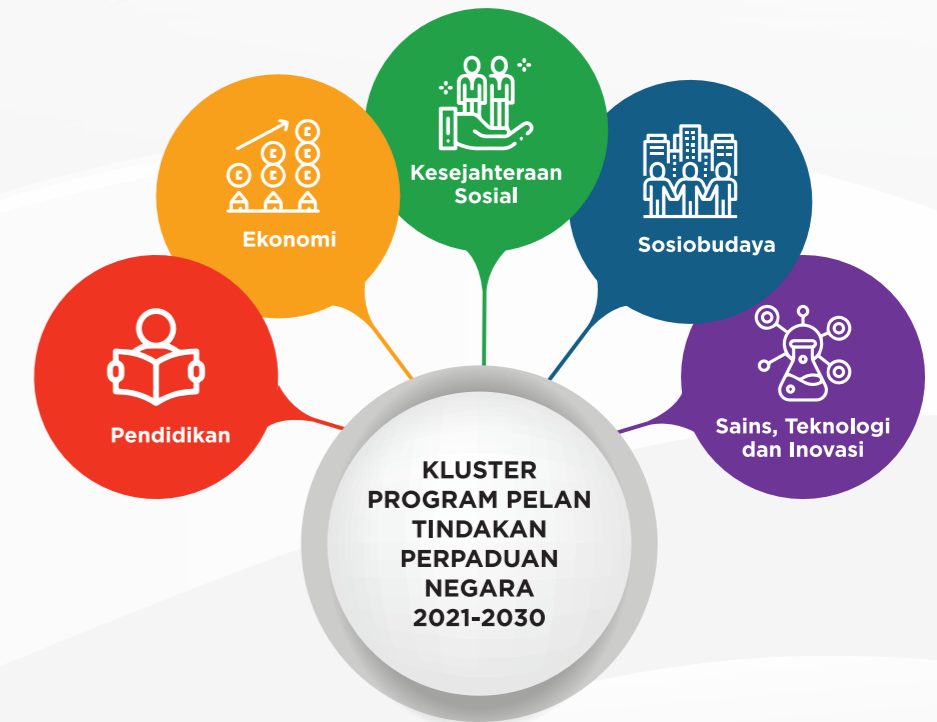 Kesejahteraan
Sosial
Ekonomi
Sosiobudaya
Pendidikan
Sains, Teknologi
dan Inovasi
KLUSTER
PROGRAM PELAN
TINDAKAN
PERPADUAN
NEGARA
2021-2030